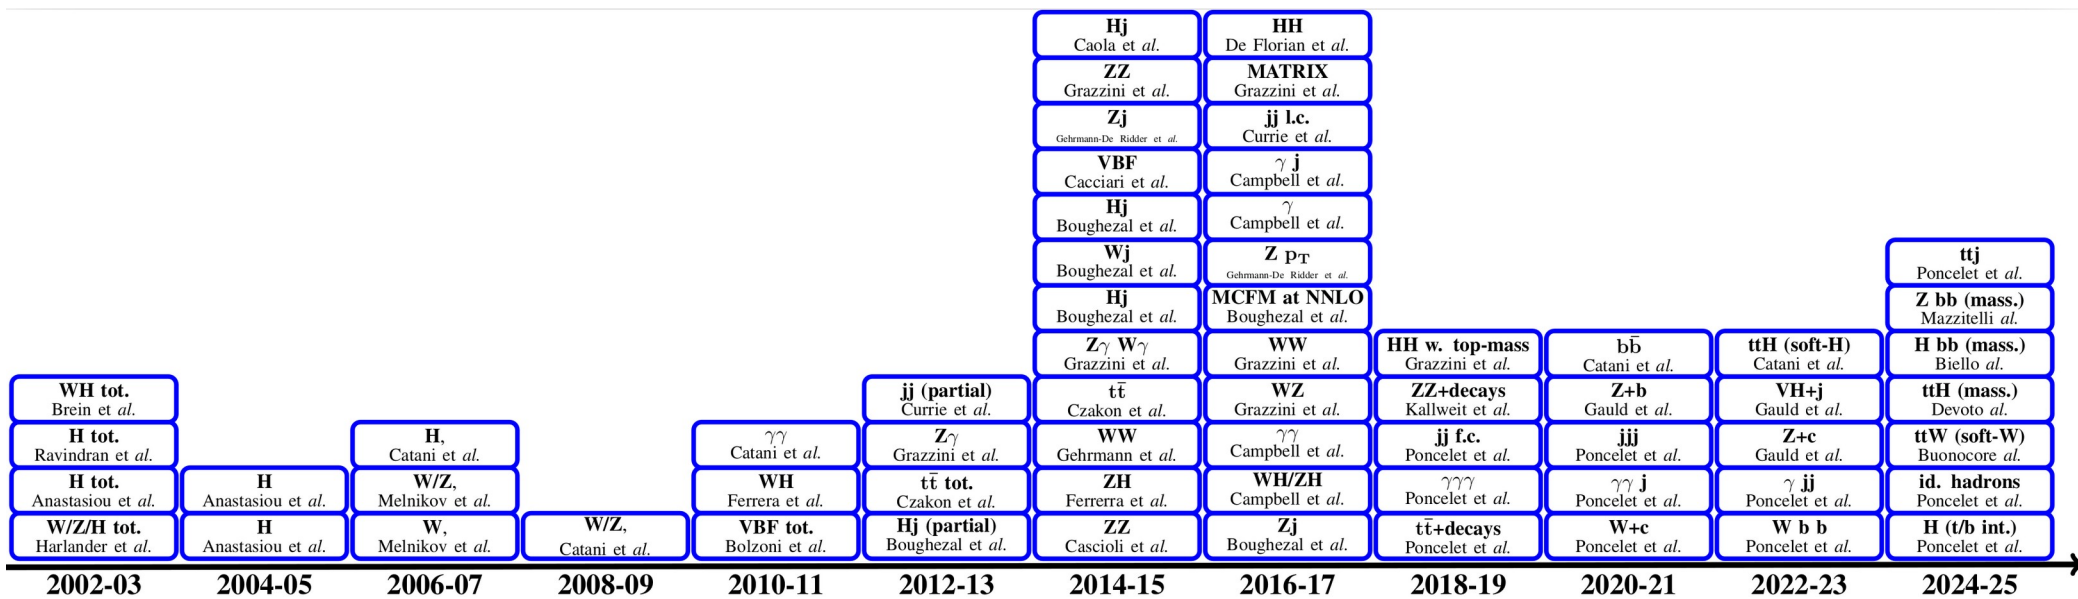 Hj
Caola et al.
HH
De Florian et al.
ZZ
Grazzini et al.
MATRIX
Grazzini et al.
Zj
Gehrmann-De Ridder et al.
jj l.c.
Currie et al.
VBF
Cacciari et al.
γ j
Campbell et al.
Hj
Boughezal et al.
γ
Campbell et al.
Wj
Boughezal et al.
Z pT
Gehrmann-De Ridder et al.
ttj
Poncelet et al.
Hj
Boughezal et al.
MCFM at NNLO
Boughezal et al.
Z bb (mass.)
Mazzitelli al.
Zγ Wγ
Grazzini et al.
WW
Grazzini et al.
HH w. top-mass
Grazzini et al.
bb̄
Catani et al.
ttH (soft-H)
Catani et al.
H bb (mass.)
Biello al.
WH tot.
Brein et al.
jj (partial)
Currie et al.
tt̄
Czakon et al.
WZ
Grazzini et al.
ZZ+decays
Kallweit et al.
Z+b
Gauld et al.
VH+j
Gauld et al.
ttH (mass.)
Devoto al.
H tot.
Ravindran et al.
H,
Catani et al.
γγ
Catani et al.
Zγ
Grazzini et al.
WW
Gehrmann et al.
γγ
Campbell et al.
jj f.c.
Poncelet et al.
jjj
Poncelet et al.
Z+c
Gauld et al.
ttW (soft-W)
Buonocore al.
H tot.
Anastasiou et al.
H
Anastasiou et al.
W/Z,
Melnikov et al.
WH
Ferrera et al.
tt̄ tot.
Czakon et al.
ZH
Ferrerra et al.
WH/ZH
Campbell et al.
γγγ
Poncelet et al.
γγ j
Poncelet et al.
γ jj
Poncelet et al.
id. hadrons
Poncelet et al.
W/Z/H tot.
Harlander et al.
H
Anastasiou et al.
W,
Melnikov et al.
W/Z,
Catani et al.
VBF tot.
Bolzoni et al.
Hj (partial)
Boughezal et al.
ZZ
Cascioli et al.
Zj
Boughezal et al.
tt̄+decays
Poncelet et al.
W+c
Poncelet et al.
W b b
Poncelet et al.
H (t/b int.)
Poncelet et al.
2002-03 2004-05 2006-07 2008-09 2010-11 2012-13 2014-15 2016-17 2018-19 2020-21 2022-23 2024-25